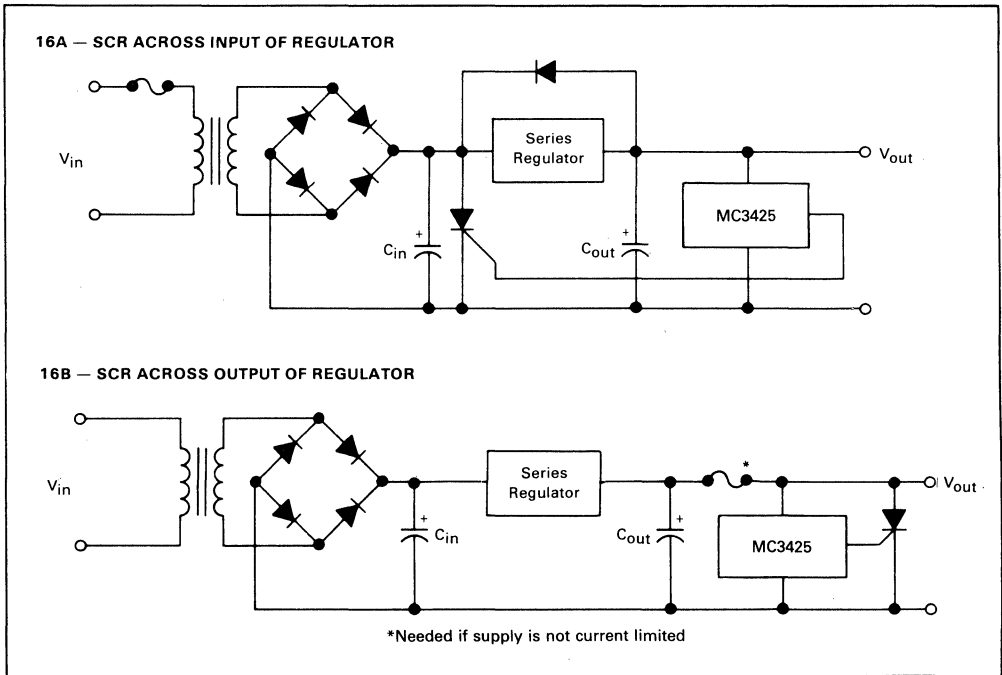 16A — SCR ACROSS INPUT OF REGULATOR
Vin
Series
Regulator
Vout
MC3425
+
Cin
+
Cout
16B — SCR ACROSS OUTPUT OF REGULATOR
Vin
Series
Regulator
*
Vout
+
Cin
+
Cout
MC3425
*Needed if supply is not current limited